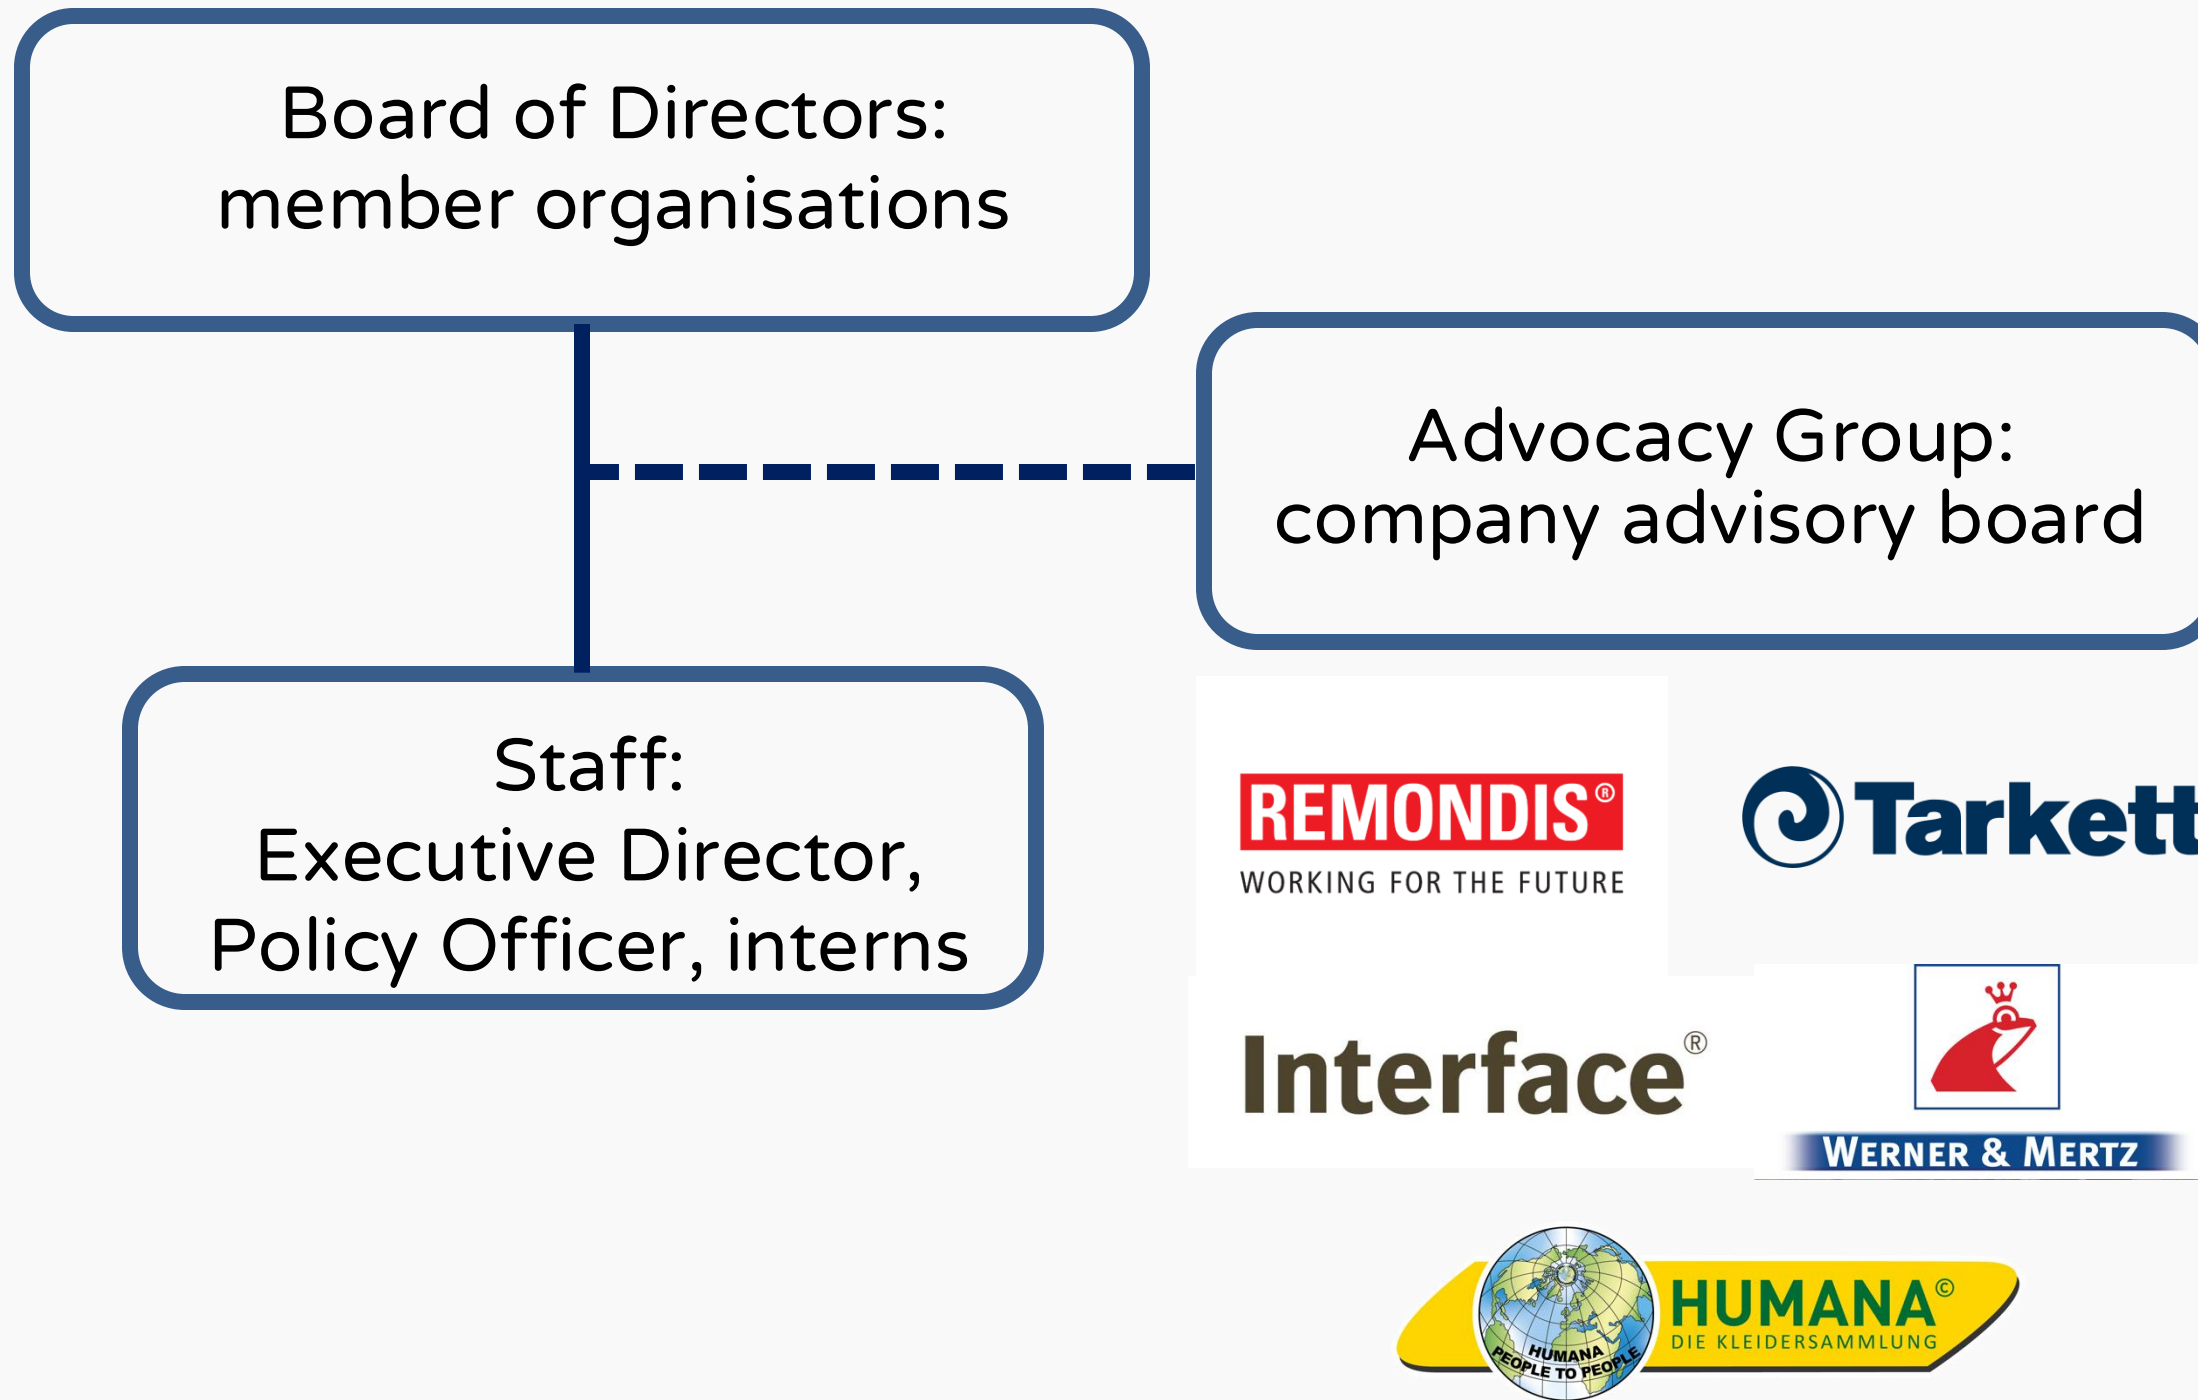 Board of Directors:
member organisations
Advocacy Group:
company advisory board
Staff:
Executive Director,
Policy Officer, interns
REMONDIS®
WORKING FOR THE FUTURE
Tarkett
Interface®
WERNER & MERTZ
HUMANA©
DIE KLEIDERSAMMLUNG
HUMANA
PEOPLE TO PEOPLE